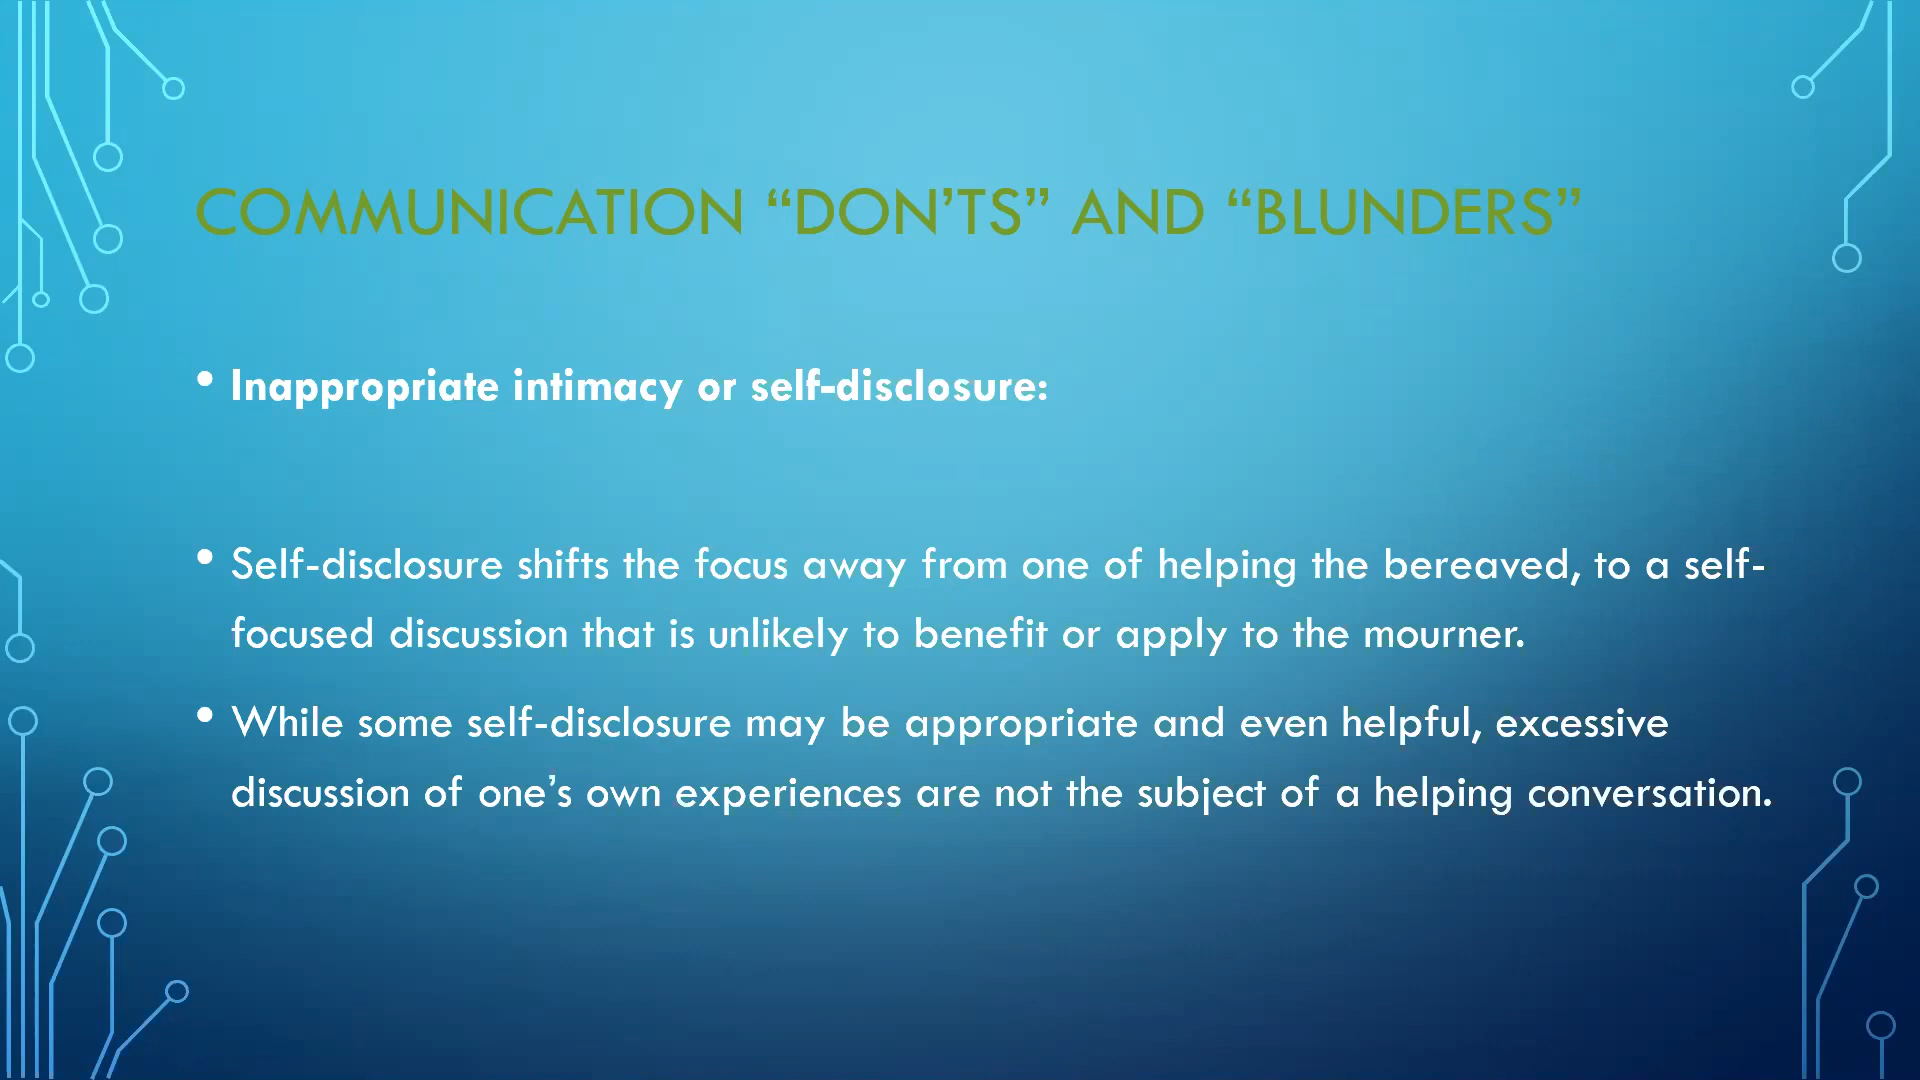 COMMUNICATION “DON’TS” AND “BLUNDERS”
• Inappropriate intimacy or self-disclosure:
• Self-disclosure shifts the focus away from one of helping the bereaved, to a self-
focused discussion that is unlikely to benefit or apply to the mourner.
• While some self-disclosure may be appropriate and even helpful, excessive
discussion of one’s own experiences are not the subject of a helping conversation.